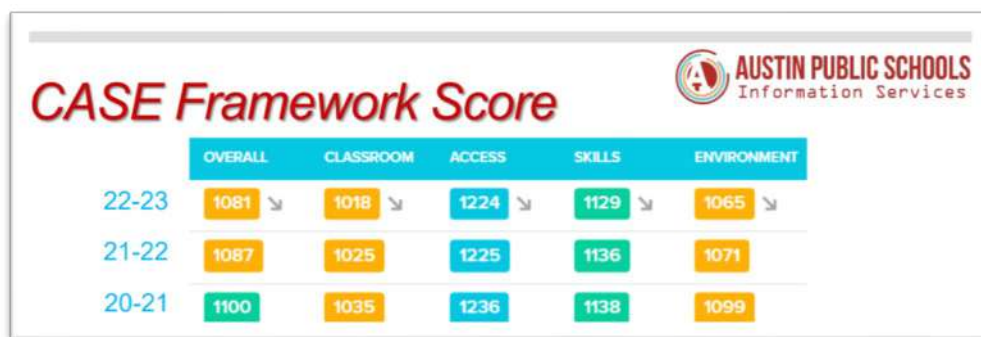 AUSTIN PUBLIC SCHOOLS
Information Services
CASE Framework Score
OVERALL CLASSROOM ACCESS SKILLS ENVIRONMENT
22-23 1081 1018 1224 1129 1065
21-22 1087 1025 1225 1136 1071
20-21 1100 1035 1236 1138 1099